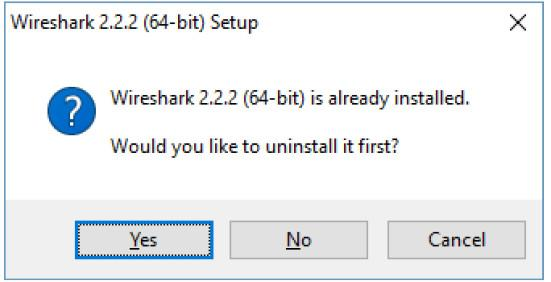 Wireshark 2.2.2 (64-bit) Setup
Wireshark 2.2.2 (64-bit) is already installed.
Would you like to uninstall it first?
Yes
No
Cancel